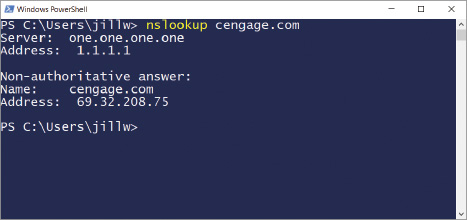 Windows PowerShell
PS C:\Users\jillw> nslookup cengage.com
Server:  one.one.one.one
Address:  1.1.1.1

Non-authoritative answer:
Name:    cengage.com
Address:  69.32.208.75

PS C:\Users\jillw>